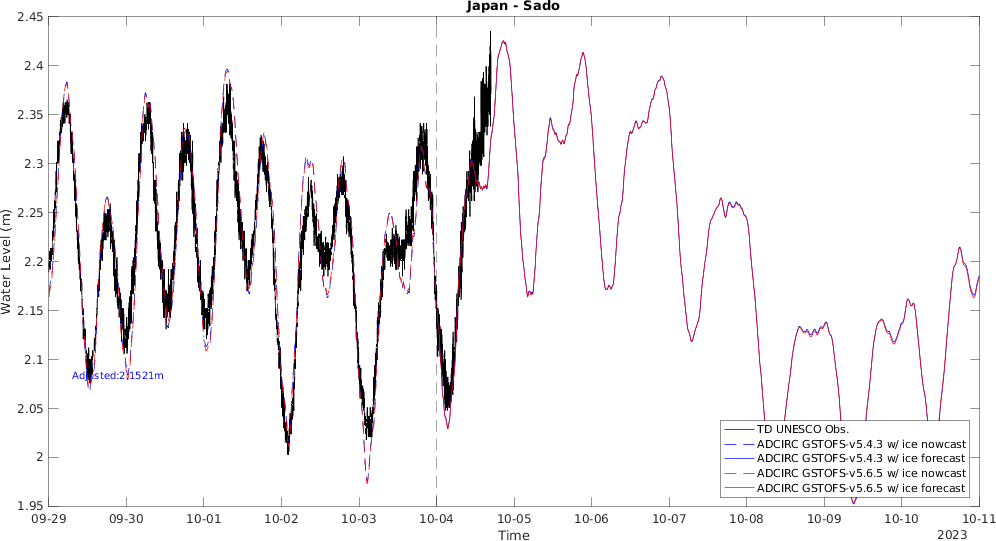 Japan - Sado
2.45
2.4
2.35
2.3
2.25
2.2
2.15
2.1
2.05
2
1.95
Water Level (m)
Adjusted:2.1521m
TD UNESCO Obs.
ADCIRC GSTOFS-v5.4.3 w/ ice nowcast
ADCIRC GSTOFS-v5.4.3 w/ ice forecast
ADCIRC GSTOFS-v5.6.5 w/ ice nowcast
ADCIRC GSTOFS-v5.6.5 w/ ice forecast
09-29 09-30 10-01 10-02 10-03 10-04 10-05 10-06 10-07 10-08 10-09 10-10 10-11
Time
2023